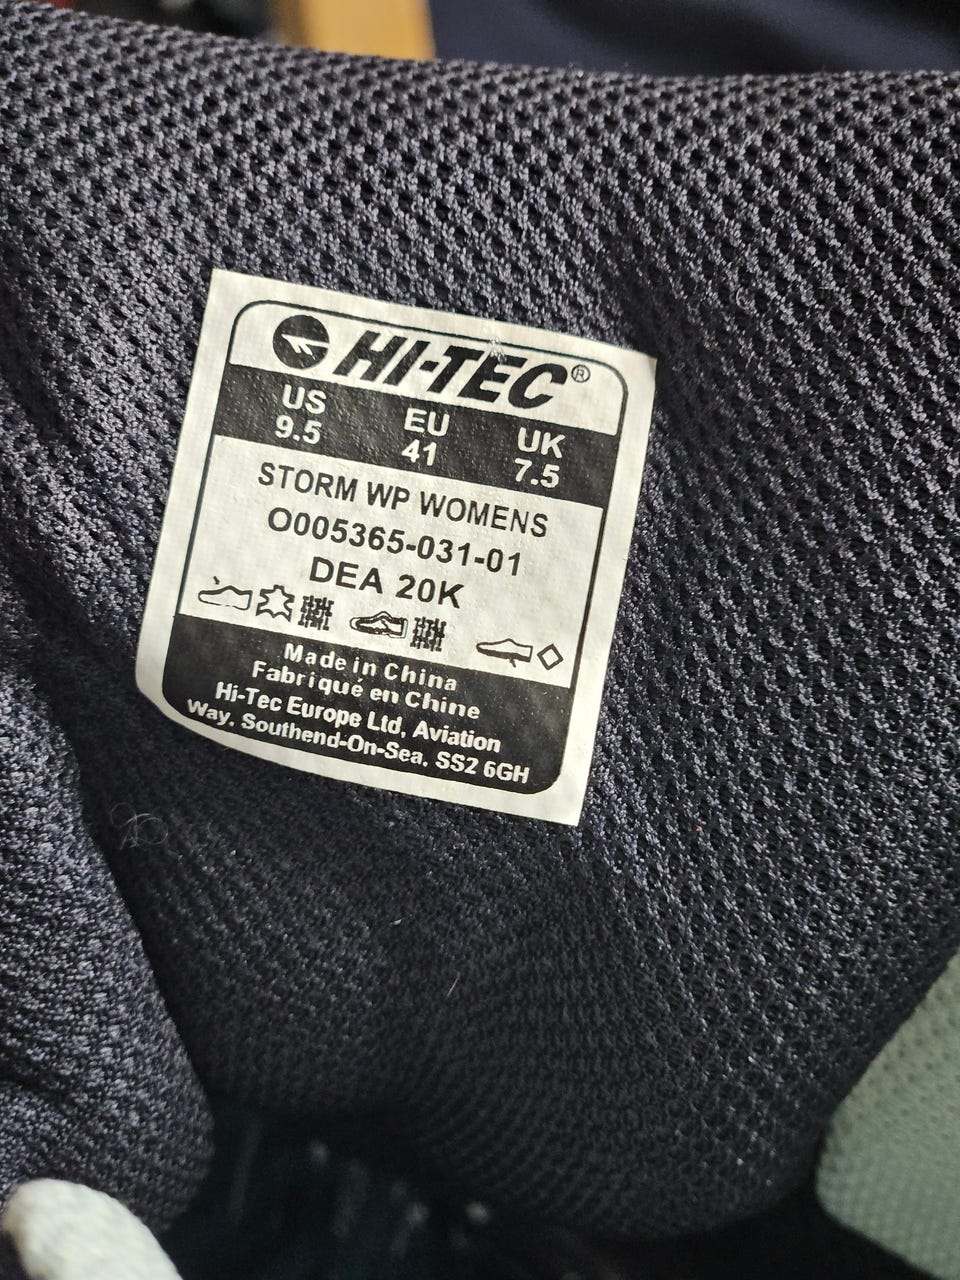 HI-TEC®
US EU UK
9.5 41 7.5
STORM WP WOMENS
O005365-031-01
DEA 20K
Made in China
Fabriqué en Chine
Hi-Tec Europe Ltd, Aviation
Way, Southend-On-Sea, SS2 6GH